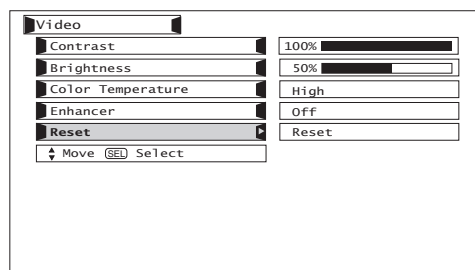 Video
Contrast 100%
Brightness 50%
Color Temperature High
Enhancer Off
Reset Reset
Move SEL Select